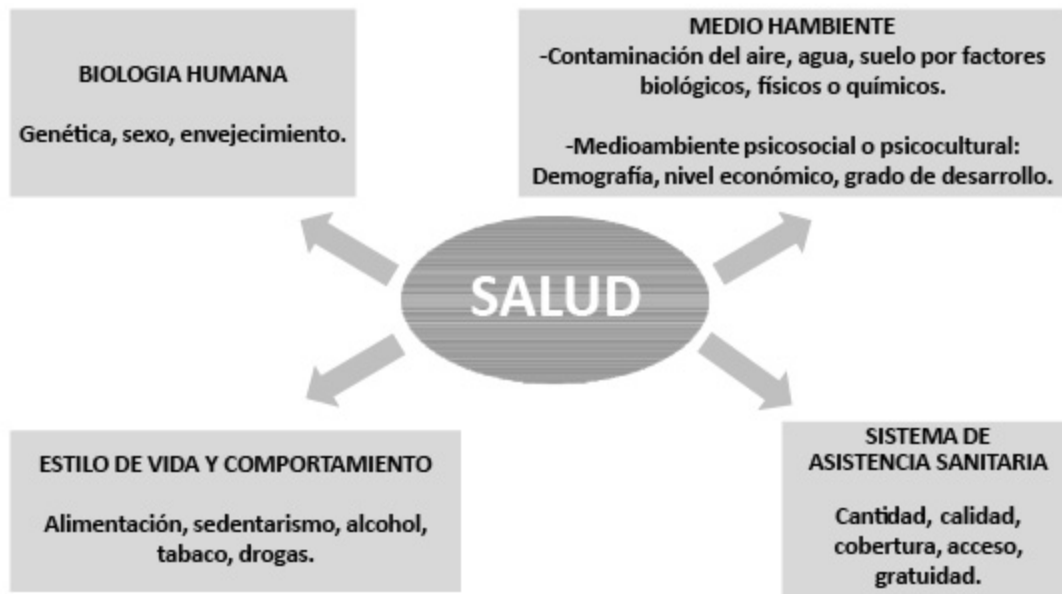 BIOLOGIA HUMANA
Genética, sexo, envejecimiento.
MEDIO HAMBIENTE
-Contaminación del aire, agua, suelo por factores
biológicos, físicos o químicos.
-Medioambiente psicosocial o psicocultural:
Demografía, nivel económico, grado de desarrollo.
SALUD
ESTILO DE VIDA Y COMPORTAMIENTO
Alimentación, sedentarismo, alcohol,
tabaco, drogas.
SISTEMA DE
ASISTENCIA SANITARIA
Cantidad, calidad,
cobertura, acceso,
gratuidad.